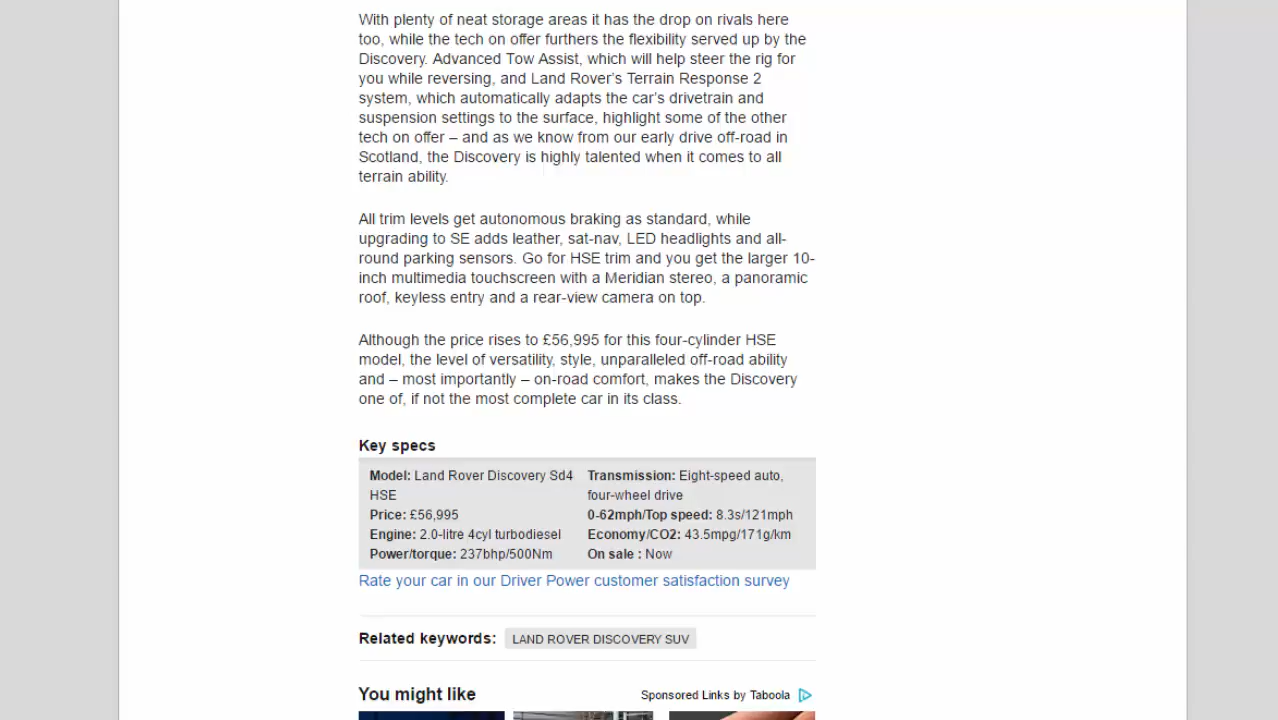 With plenty of neat storage areas it has the drop on rivals here
too, while the tech on offer furthers the flexibility served up by the
Discovery. Advanced Tow Assist, which will help steer the rig for
you while reversing, and Land Rover’s Terrain Response 2
system, which automatically adapts the car’s drivetrain and
suspension settings to the surface, highlight some of the other
tech on offer – and as we know from our early drive off-road in
Scotland, the Discovery is highly talented when it comes to all
terrain ability.
All trim levels get autonomous braking as standard, while
upgrading to SE adds leather, sat-nav, LED headlights and all-
round parking sensors. Go for HSE trim and you get the larger 10-
inch multimedia touchscreen with a Meridian stereo, a panoramic
roof, keyless entry and a rear-view camera on top.
Although the price rises to £56,995 for this four-cylinder HSE
model, the level of versatility, style, unparalleled off-road ability
and – most importantly – on-road comfort, makes the Discovery
one of, if not the most complete car in its class.
Key specs
Model: Land Rover Discovery Sd4
HSE
Price: £56,995
Engine: 2.0-litre 4cyl turbodiesel
Power/torque: 237bhp/500Nm
Transmission: Eight-speed auto,
four-wheel drive
0-62mph/Top speed: 8.3s/121mph
Economy/CO2: 43.5mpg/171g/km
On sale : Now
Rate your car in our Driver Power customer satisfaction survey
Related keywords: LAND ROVER DISCOVERY SUV
You might like
Sponsored Links by Taboola